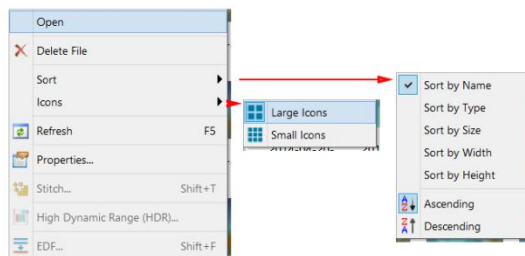 Open
Delete File
Sort
Icons
Refresh F5
Properties...
Stitch... Shift+T
High Dynamic Range (HDR)...
EDF... Shift+F
Large Icons
Small Icons
Sort by Name
Sort by Type
Sort by Size
Sort by Width
Sort by Height
Ascending
Descending